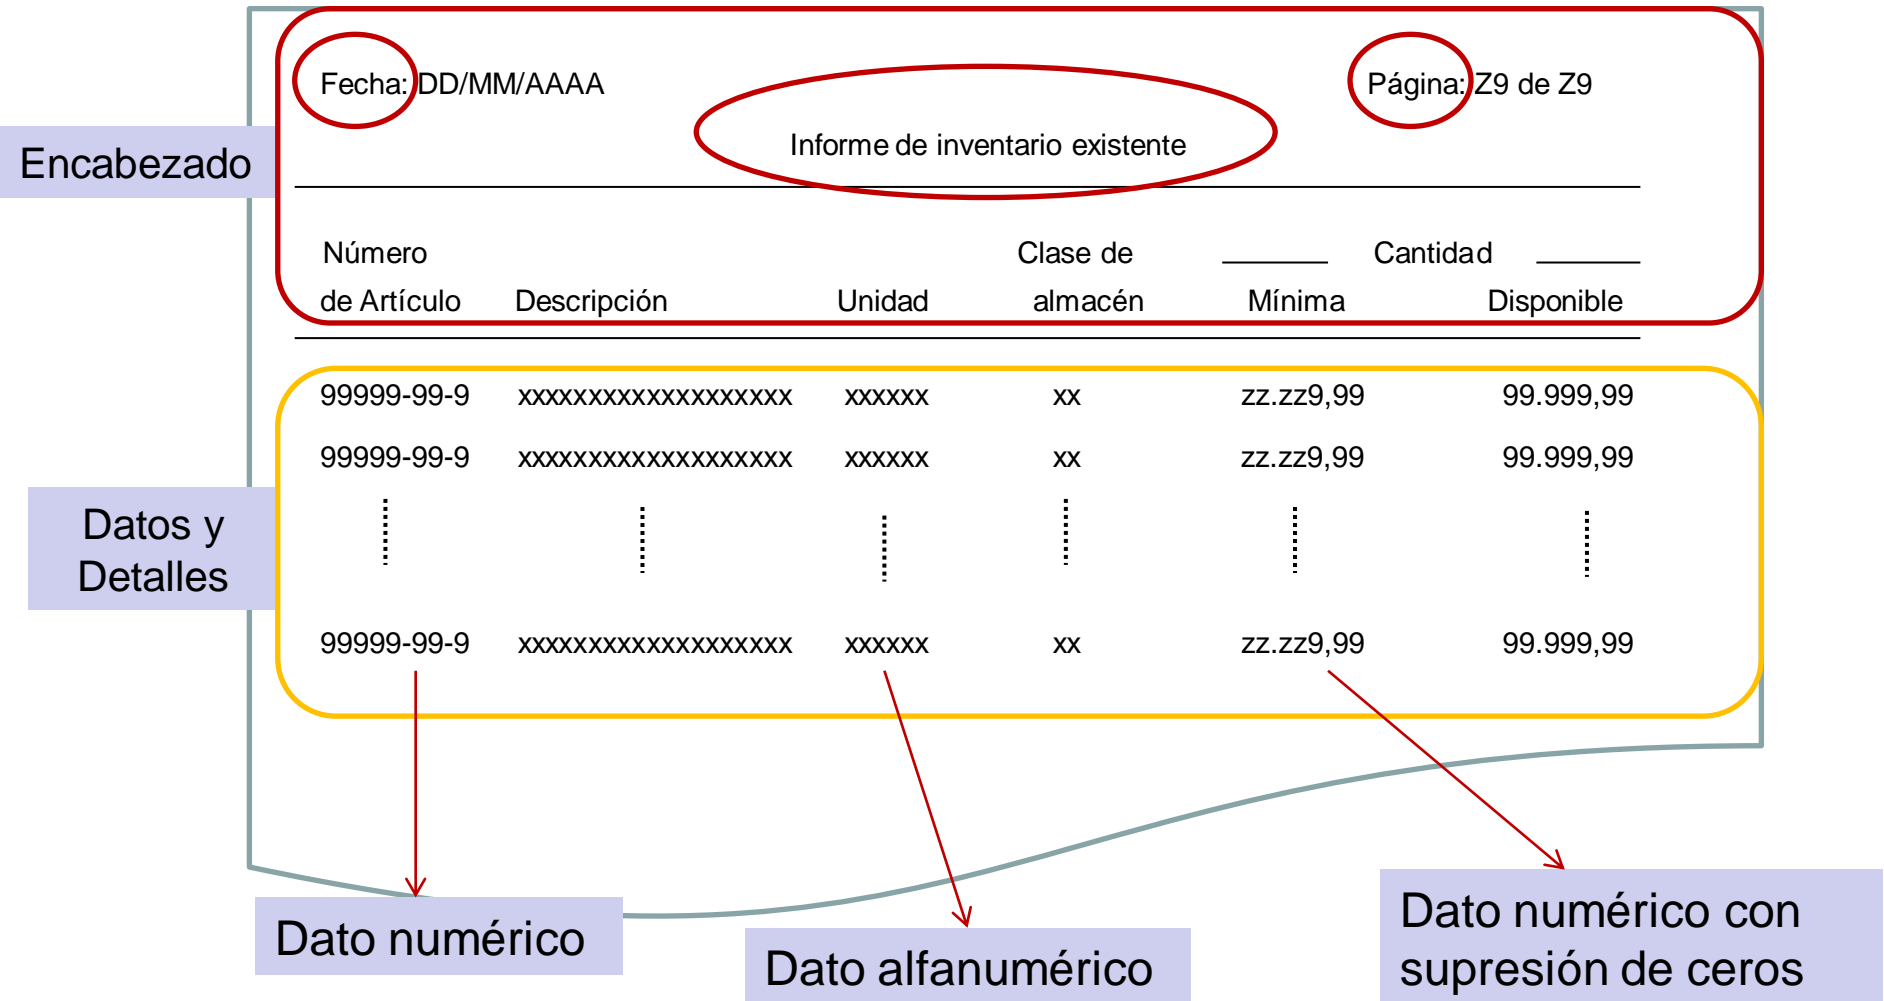 Fecha: DD/MM/AAAA Página: Z9 de Z9
Informe de inventario existente
Encabezado
Número Clase de Cantidad
de Artículo Descripción Unidad almacén Mínima Disponible
99999-99-9 xxxxxxxxxxxxxxxxxxx xxxxxx xx zz.zz9,99 99.999,99
99999-99-9 xxxxxxxxxxxxxxxxxxx xxxxxx xx zz.zz9,99 99.999,99
Datos y
Detalles
99999-99-9 xxxxxxxxxxxxxxxxxxx xxxxxx xx zz.zz9,99 99.999,99
Dato numérico
Dato alfanumérico
Dato numérico con
supresión de ceros